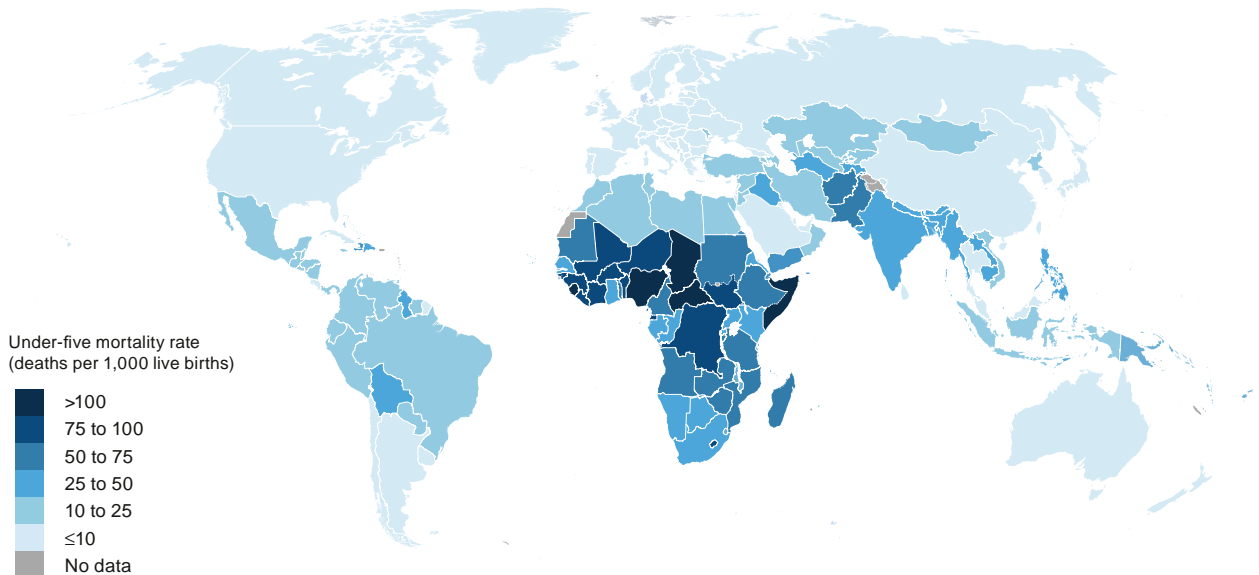 Under-five mortality rate
(deaths per 1,000 live births)
>100
75 to 100
50 to 75
25 to 50
10 to 25
≤10
No data